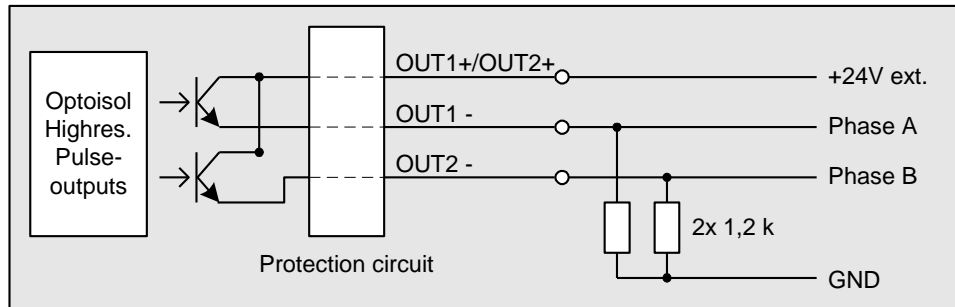 Optoisol
Highres.
Pulse-
outputs
OUT1+/OUT2+
+24V ext.
OUT1 -
Phase A
OUT2 -
Phase B
2x 1,2 k
Protection circuit
GND